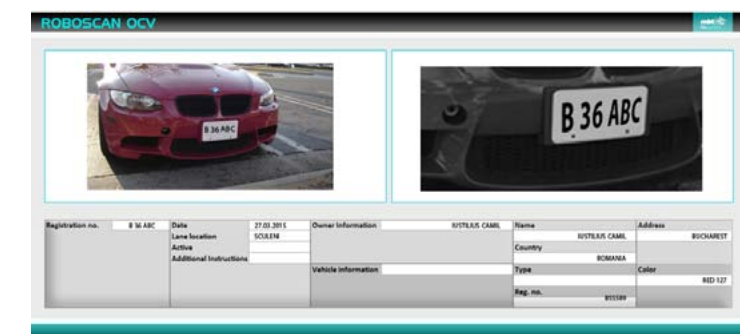 ROBOSCAN OCV
B 36 ABC
B 36 ABC
Registration no. B 36 ABC Date 27.03.2015 Owner Information IUSTILIUS CAMIL Name Address
Lane location SCULENI IUSTILIUS CAMIL BUCHAREST
Active Country
Additional Instructions ROMANIA
Vehicle information Type Color
RED 127
Reg. no.